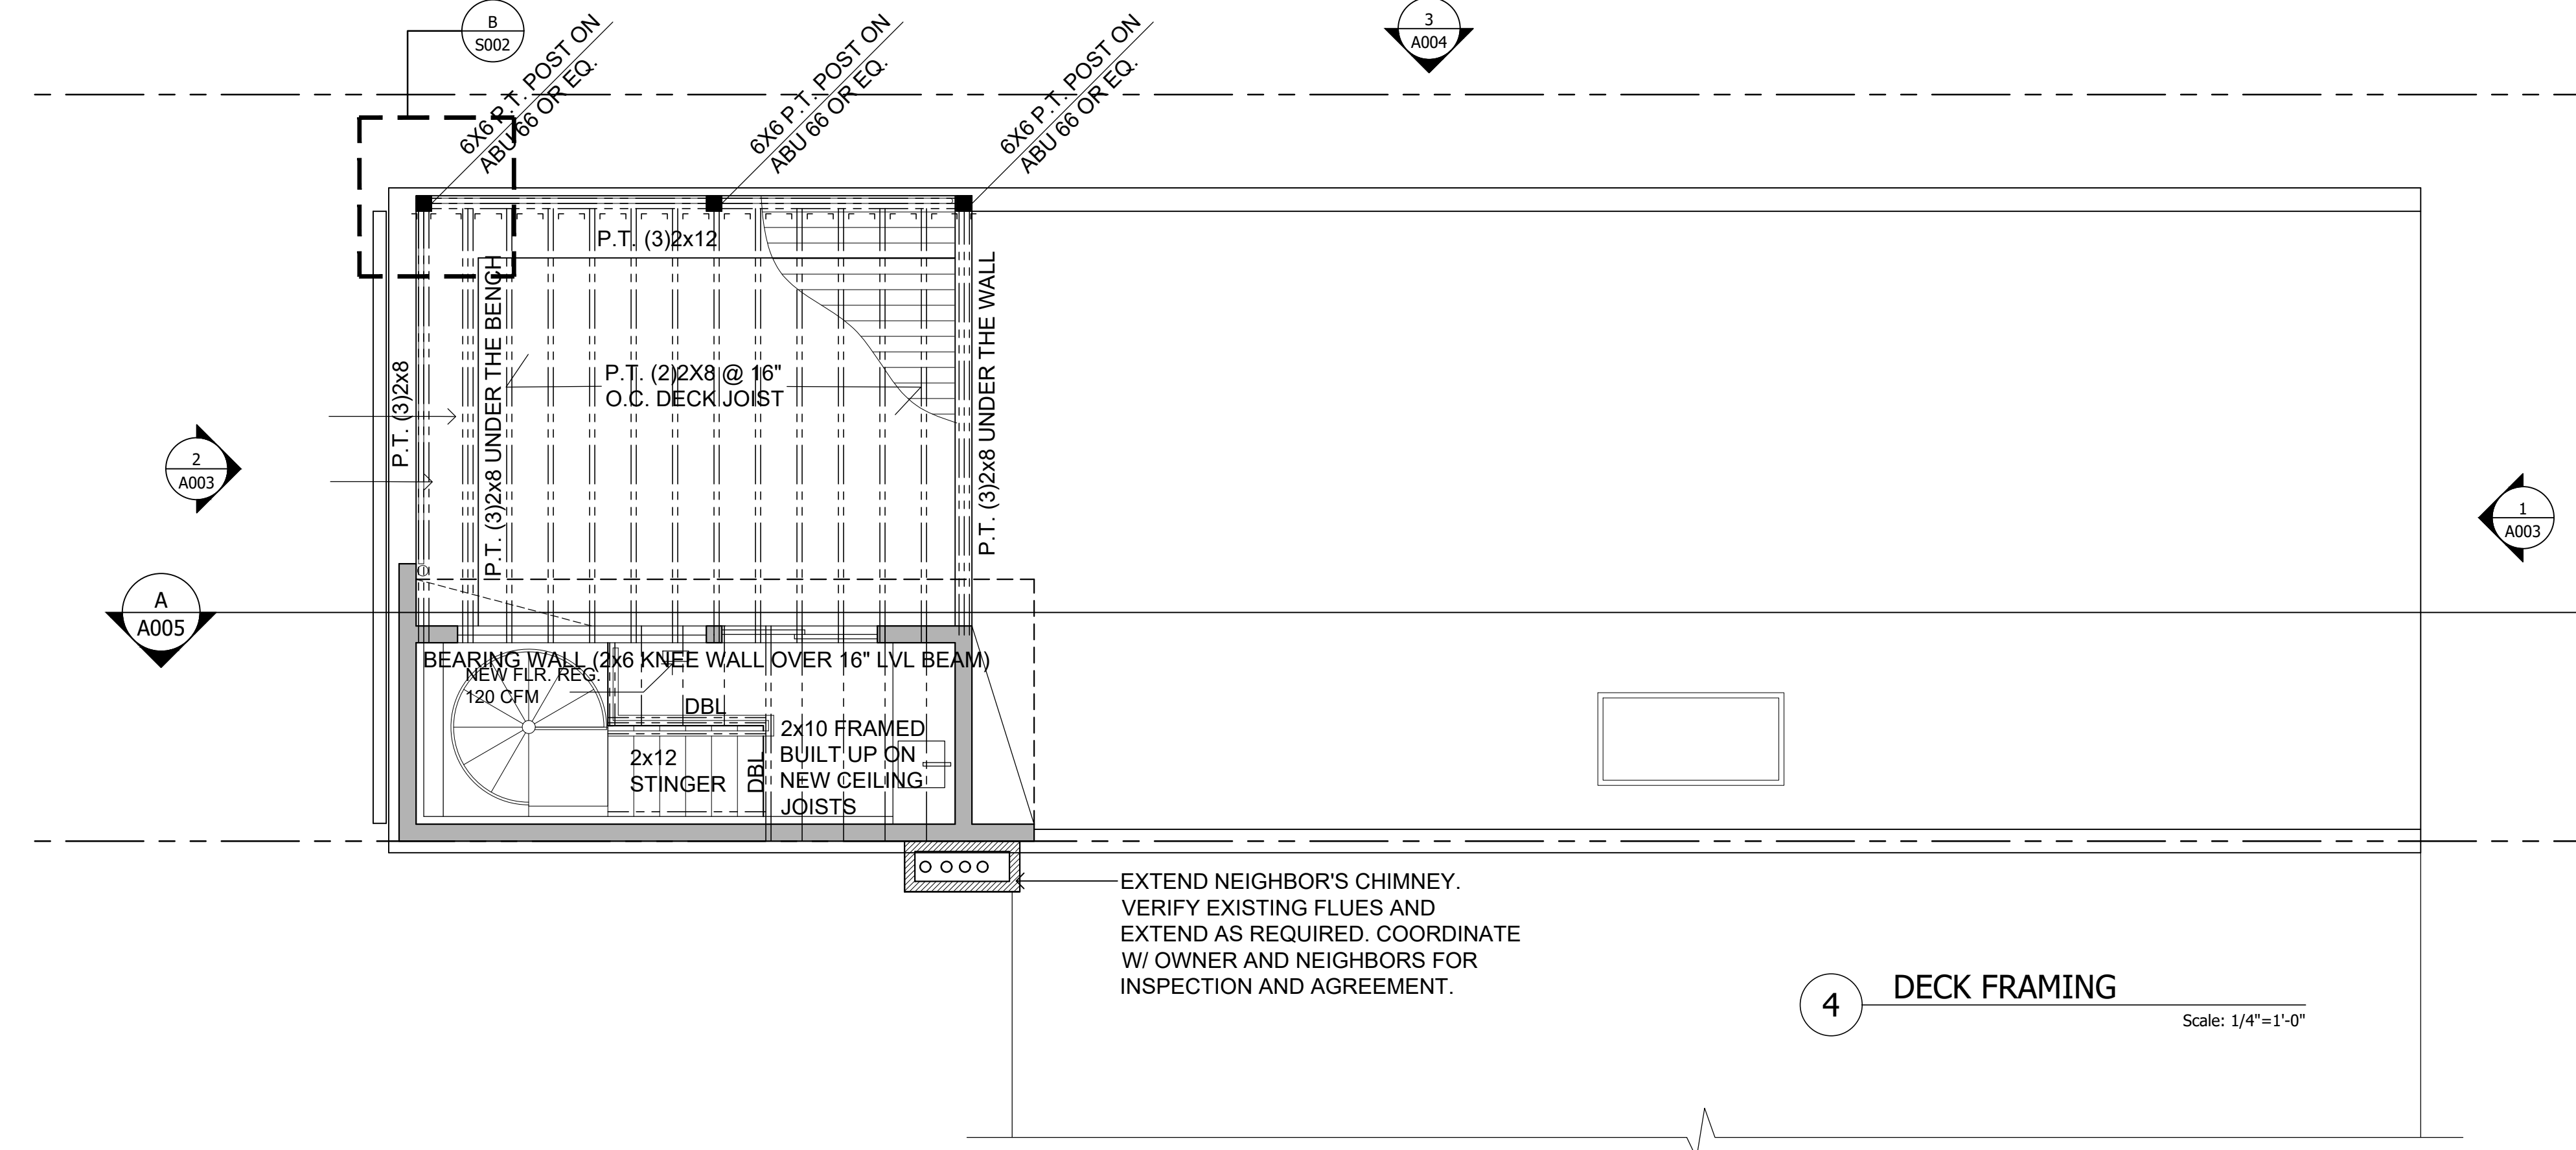 B
S002
3
A004
6X6 P.T. POST ON
ABU 66 OR EQ.
6X6 P.T. POST ON
ABU 66 OR EQ.
6X6 P.T. POST ON
ABU 66 OR EQ.
P.T. (3)2x12
P.T. (3)2x8
P.T. (3)2x8 UNDER THE BENCH
P.T. (2)2X8 @ 16"
O.C. DECK JOIST
P.T. (3)2x8 UNDER THE WALL
2
A003
1
A003
A
A005
BEARING WALL (2x6 KNEE WALL OVER 16" LVL BEAM)
NEW FLR. REG.
120 CFM
DBL
2x12
STINGER
DBL
2x10 FRAMED
BUILT UP ON
NEW CEILING
JOISTS
EXTEND NEIGHBOR'S CHIMNEY.
VERIFY EXISTING FLUES AND
EXTEND AS REQUIRED. COORDINATE
W/ OWNER AND NEIGHBORS FOR
INSPECTION AND AGREEMENT.
4
DECK FRAMING
Scale: 1/4"=1'-0"